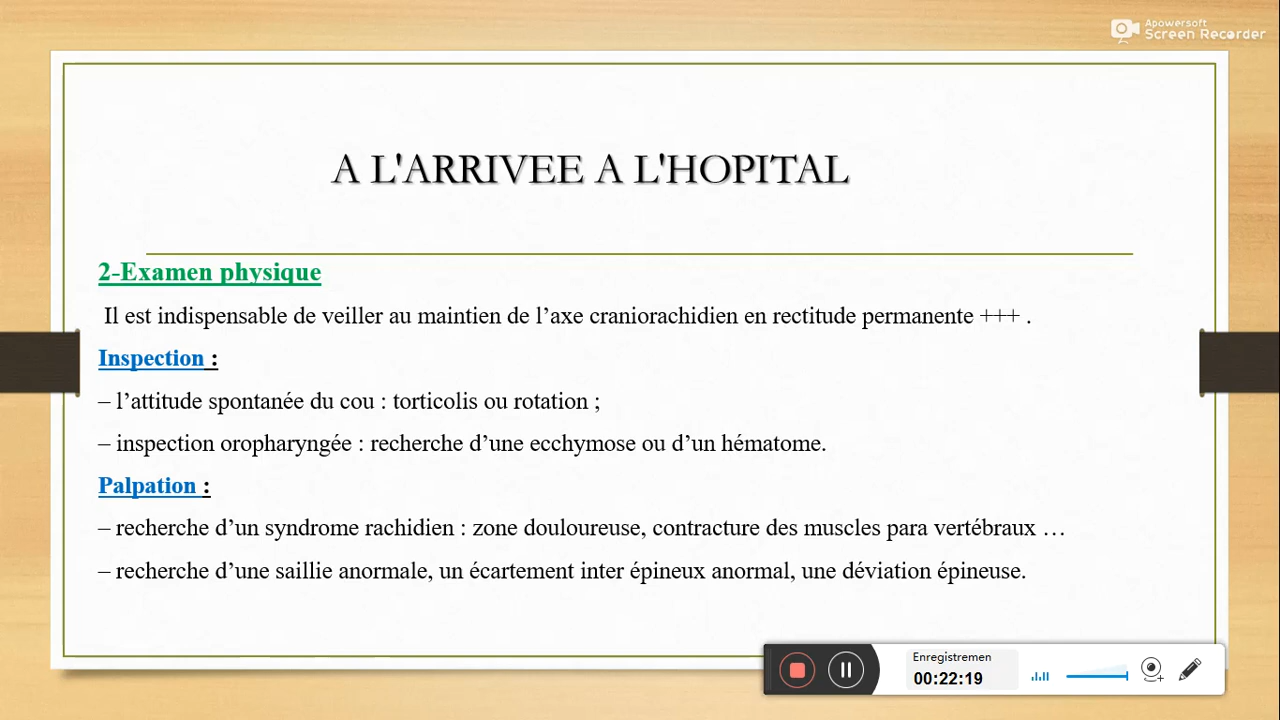 Apowersoft
Screen Recorder
A L'ARRIVEE A L'HOPITAL
2-Examen physique
Il est indispensable de veiller au maintien de l’axe craniorachidien en rectitude permanente +++ .
Inspection :
– l’attitude spontanée du cou : torticolis ou rotation ;
– inspection oropharyngée : recherche d’une ecchymose ou d’un hématome.
Palpation :
– recherche d’un syndrome rachidien : zone douloureuse, contracture des muscles para vertébraux …
– recherche d’une saillie anormale, un écartement inter épineux anormal, une déviation épineuse.
Enregistremen
00:22:19